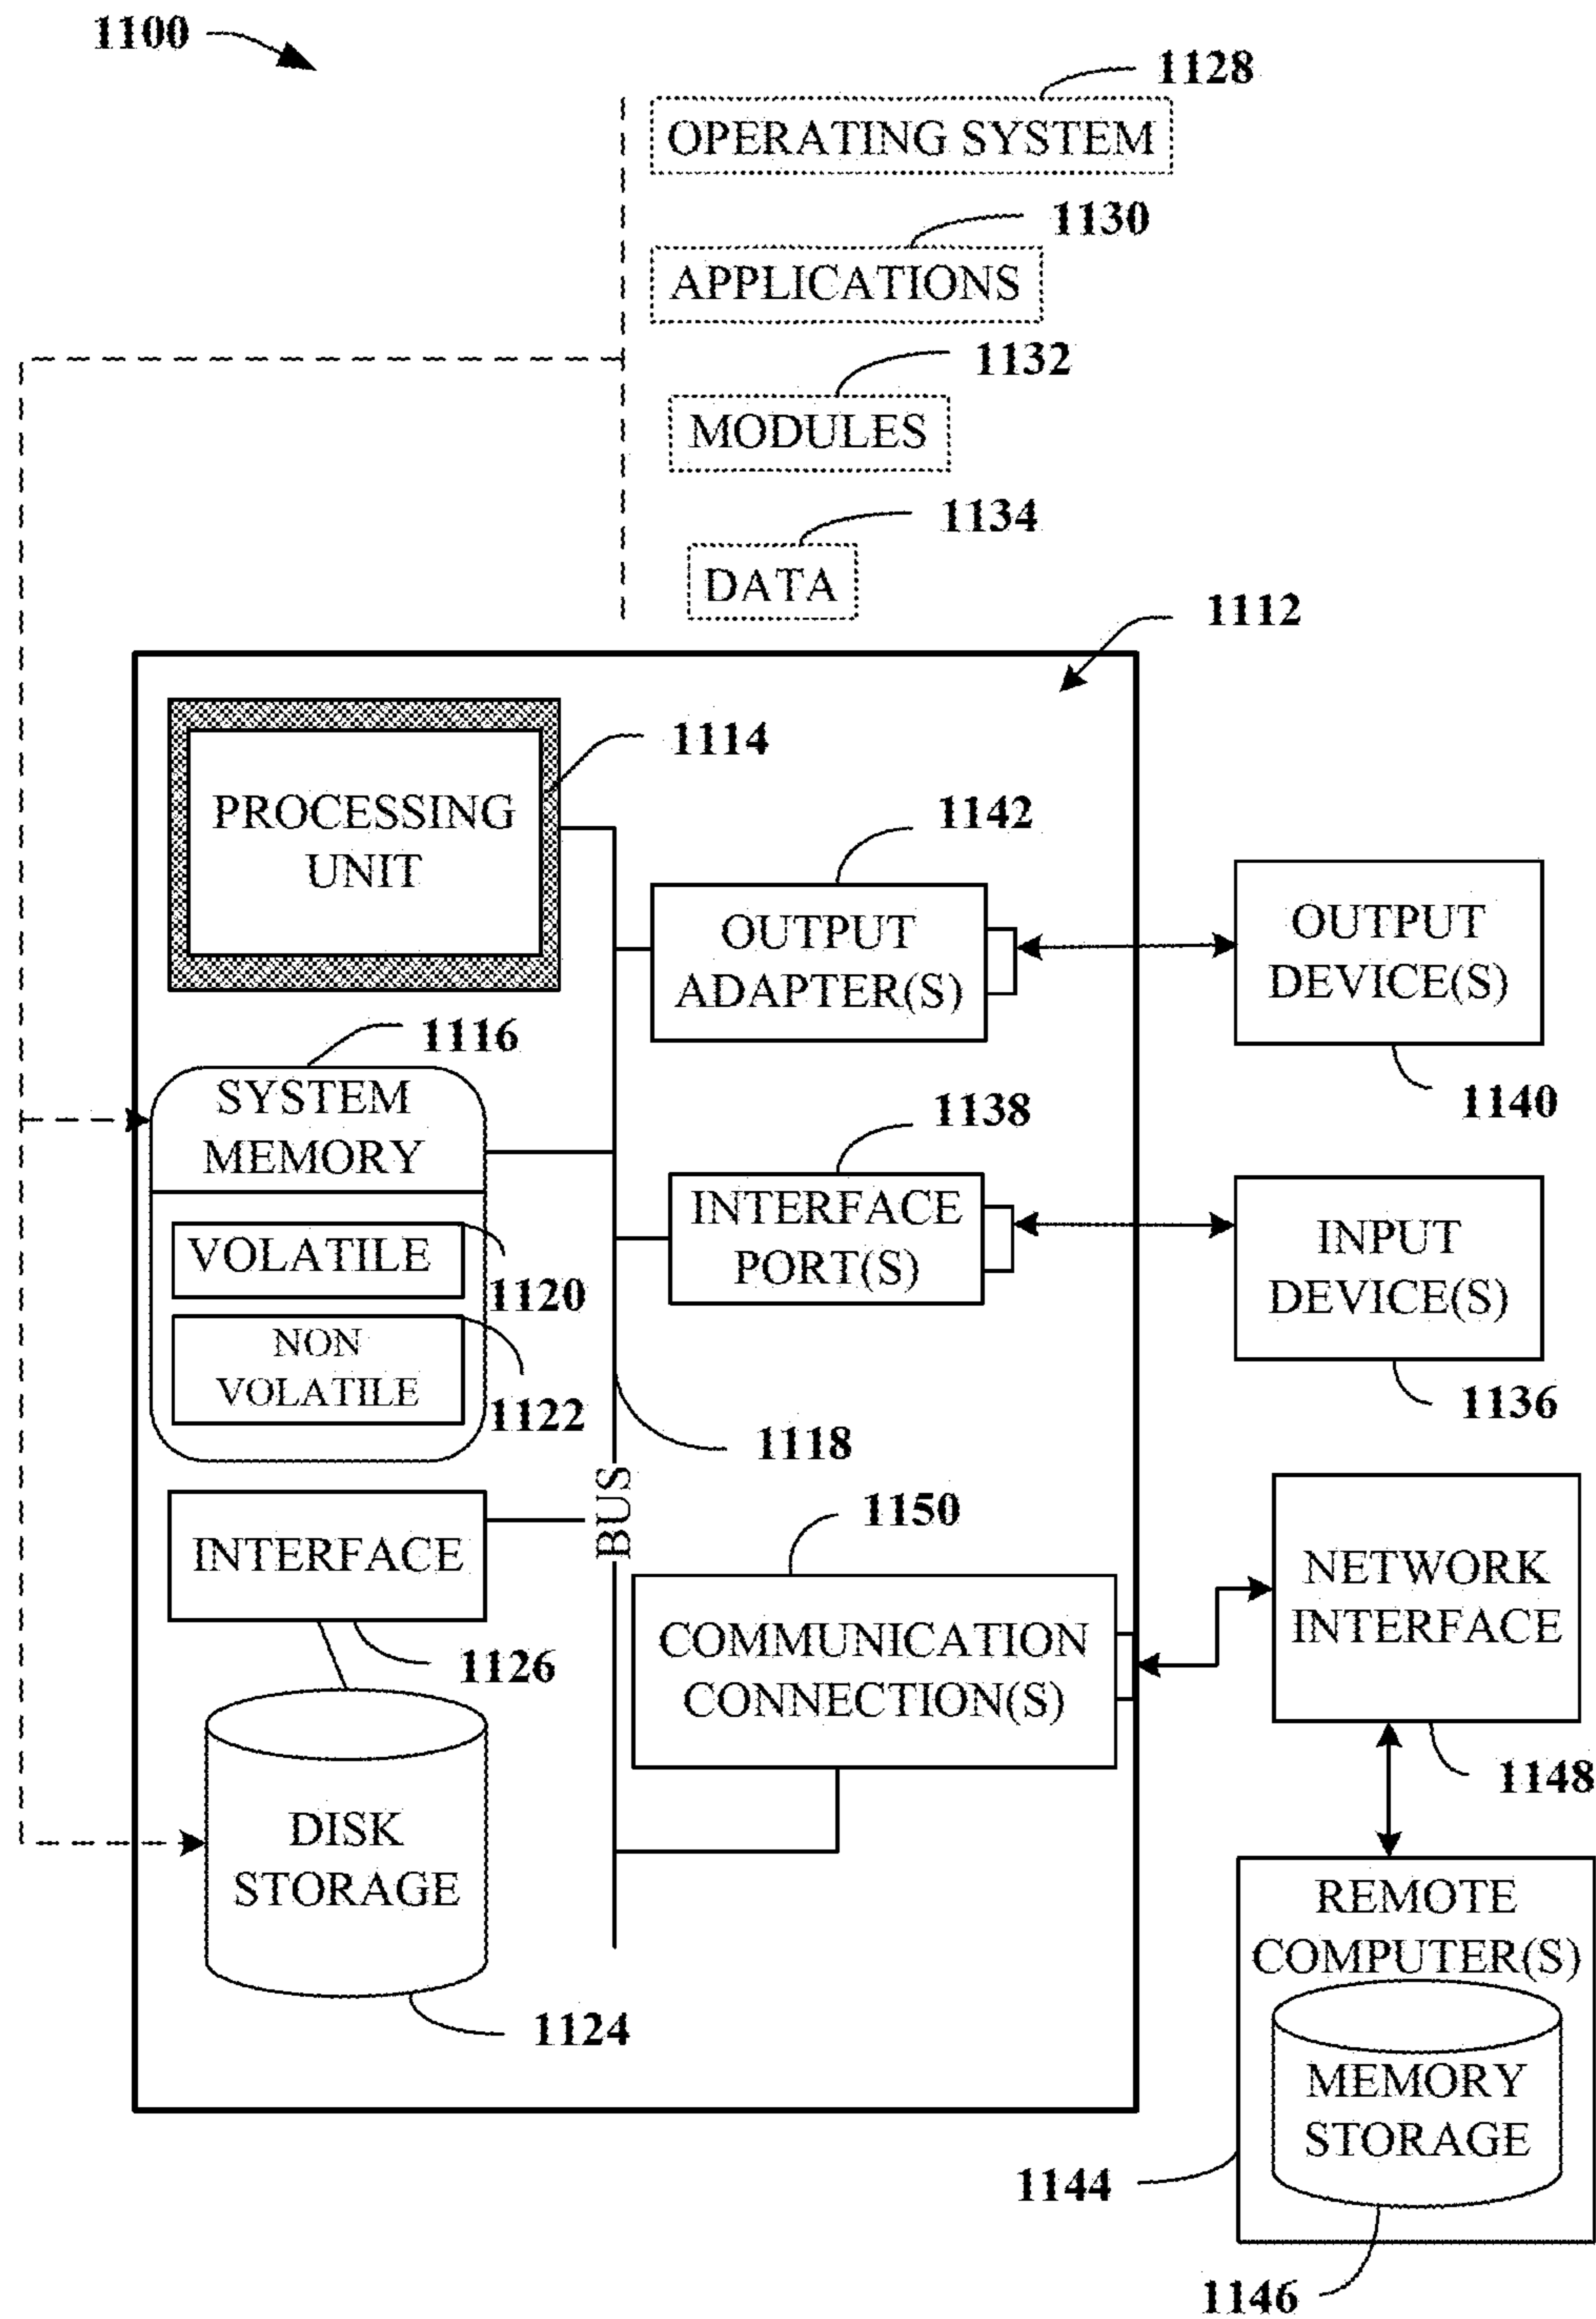 1100
1128
OPERATING SYSTEM
1130
APPLICATIONS
1132
MODULES
1134
DATA
1112
1114
PROCESSING
UNIT
1142
OUTPUT
ADAPTER(S)
OUTPUT
DEVICE(S)
1140
1116
SYSTEM
MEMORY
VOLATILE
1120
NON
VOLATILE
1122
1138
INTERFACE
PORT(S)
INPUT
DEVICE(S)
1136
1118
BUS
INTERFACE
1126
1150
COMMUNICATION
CONNECTION(S)
NETWORK
INTERFACE
1148
DISK
STORAGE
1124
REMOTE
COMPUTER(S)
MEMORY
STORAGE
1144
1146